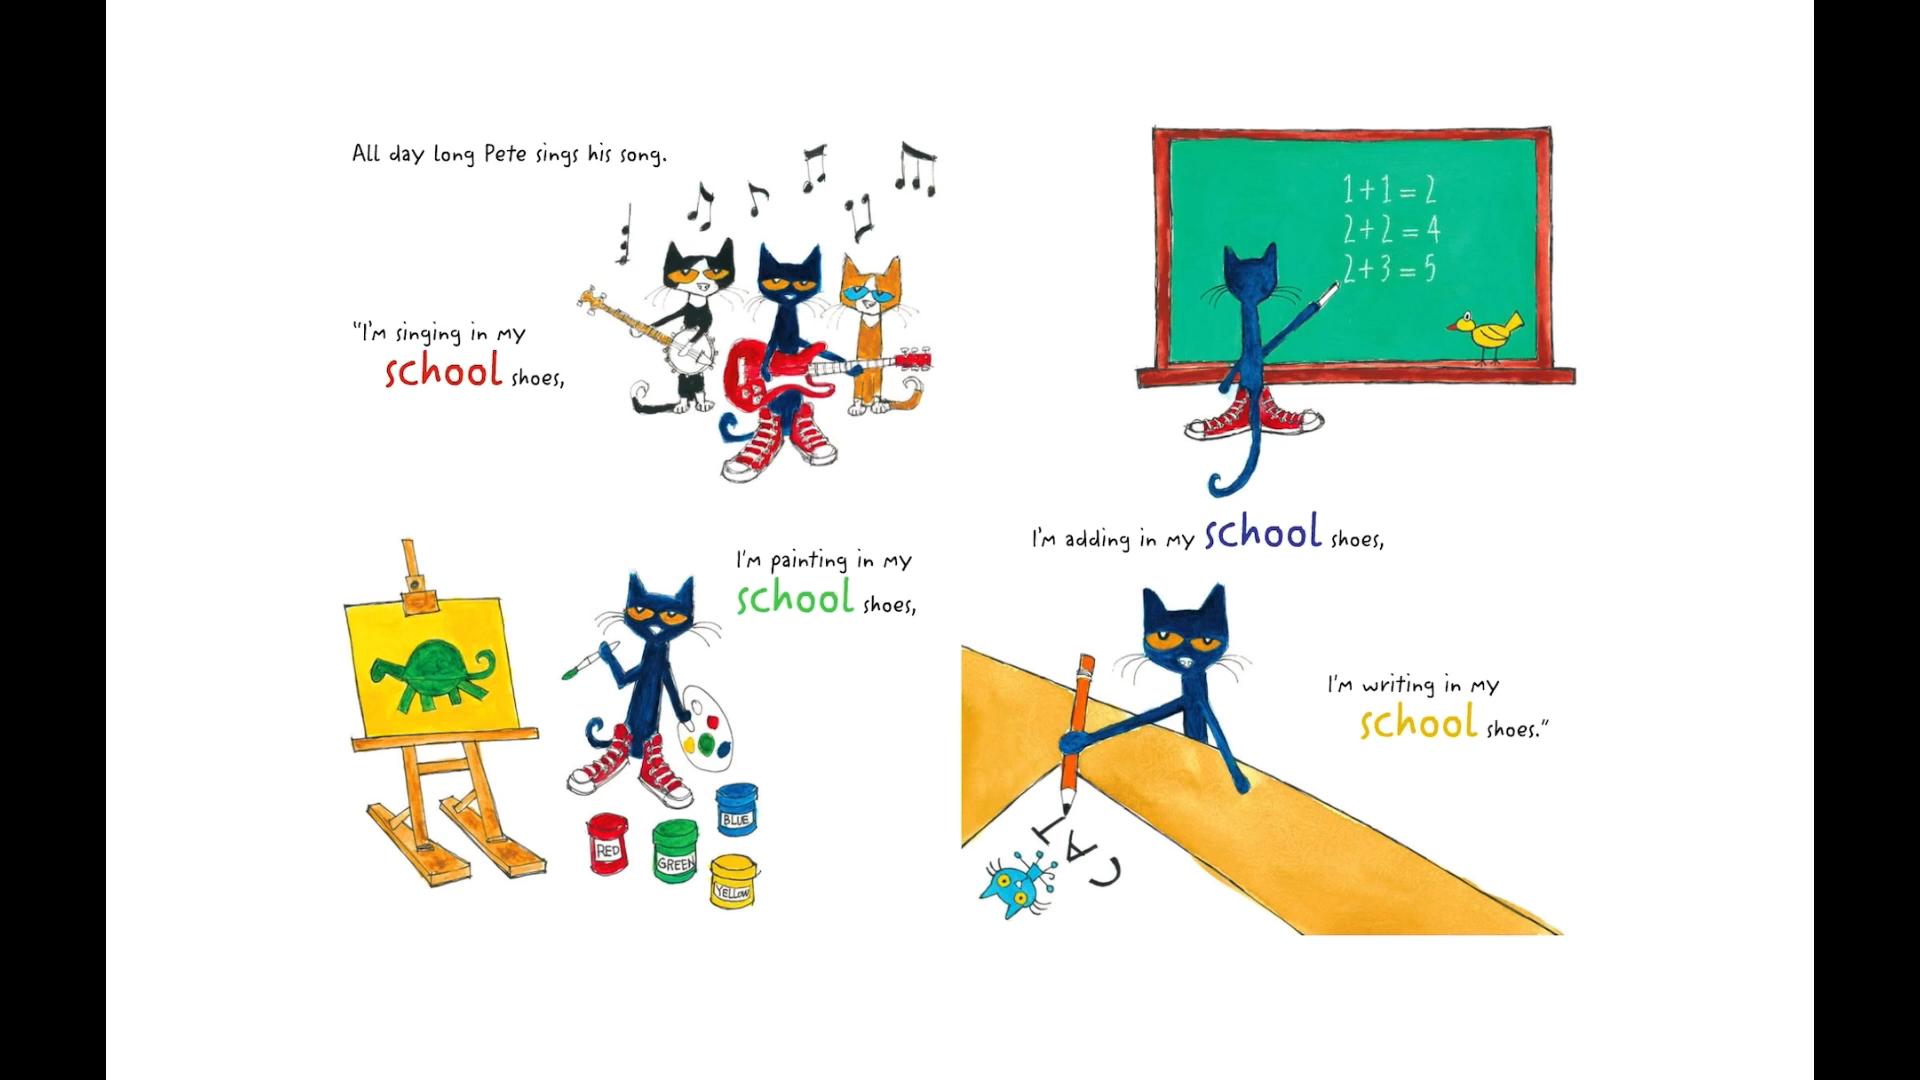 All day long Pete sings his song.
"I'm singing in my
school shoes,
I'm painting in my
school shoes,
RED
GREEN
BLUE
YELLOW
1+1=2
2+2=4
2+3=5
I'm adding in my school shoes,
I'm writing in my
school shoes."
CAT